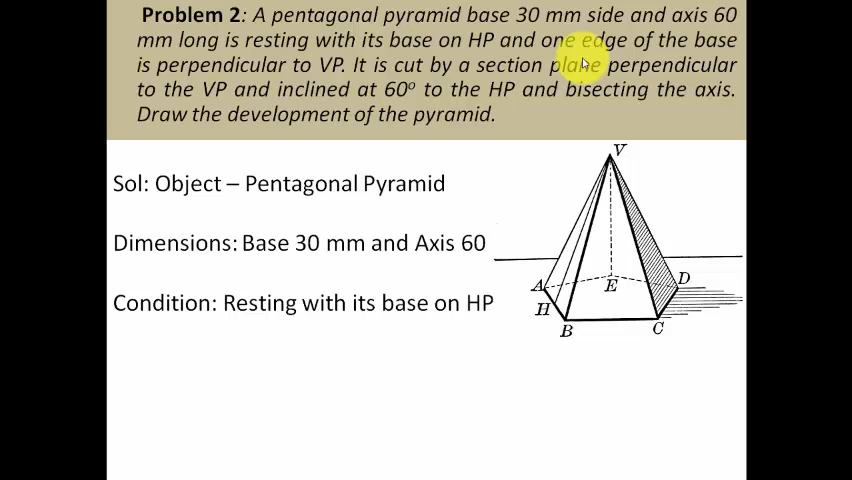 Problem 2: A pentagonal pyramid base 30 mm side and axis 60
mm long is resting with its base on HP and one edge of the base
is perpendicular to VP. It is cut by a section plane perpendicular
to the VP and inclined at 60º to the HP and bisecting the axis.
Draw the development of the pyramid.
Sol: Object – Pentagonal Pyramid
Dimensions: Base 30 mm and Axis 60
Condition: Resting with its base on HP
V
A
E
D
H
B
C